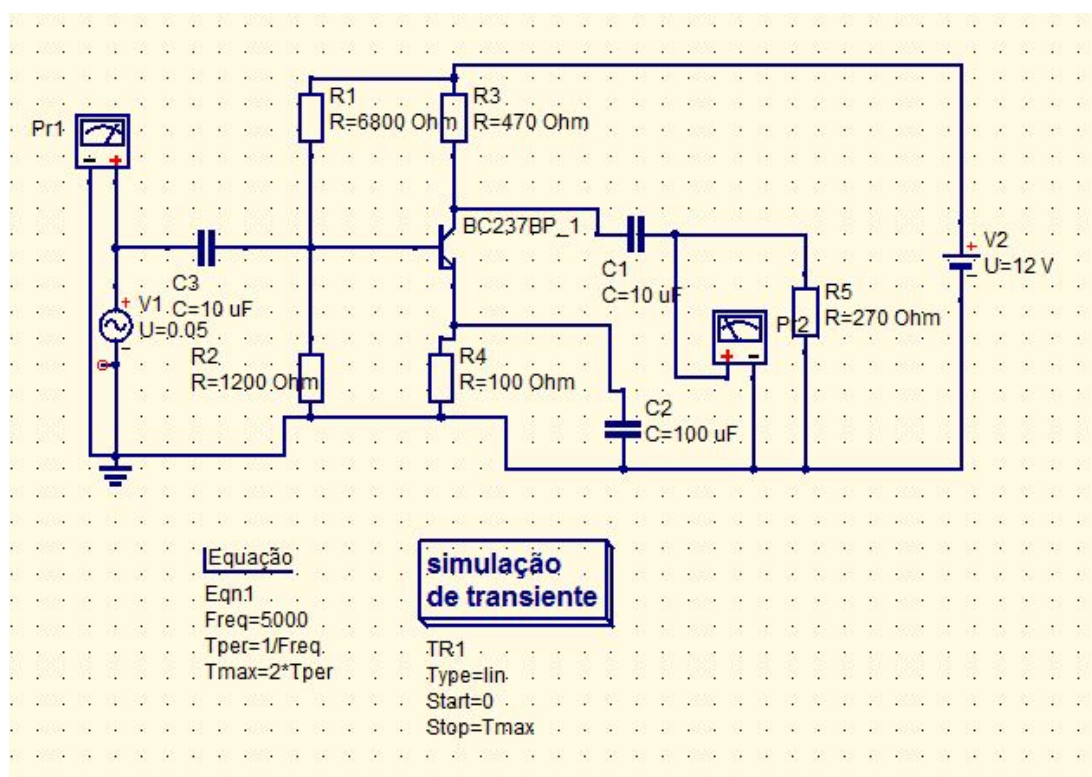 R1
R=6800 Ohm
R3
R=470 Ohm
Pr1
- +
BC237BP_1
C3
C=10 uF
+ V1
U=0.05
-
C1
C=10 uF
+ V2
U=12 V
-
R5
R=270 Ohm
Pr2
+ -
R2
R=1200 Ohm
R4
R=100 Ohm
C2
C=100 uF
Equação
Eqn1
Freq=5000
Tper=1/Freq
Tmax=2*Tper
simulação
de transiente
TR1
Type=lin
Start=0
Stop=Tmax